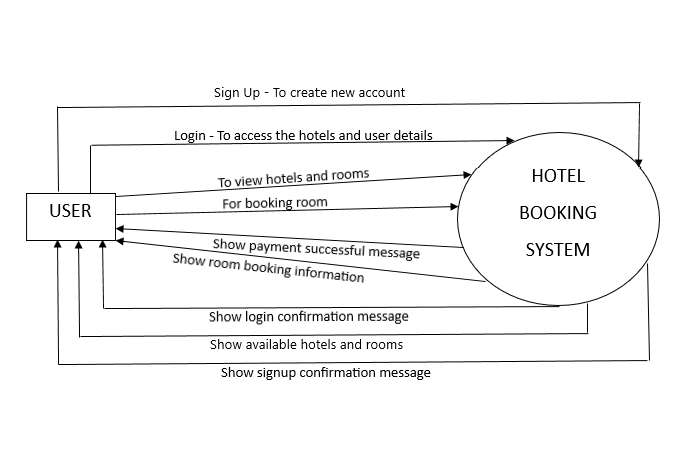 Sign Up - To create new account
Login - To access the hotels and user details
To view hotels and rooms
For booking room
USER
HOTEL
BOOKING
SYSTEM
Show payment successful message
Show room booking information
Show login confirmation message
Show available hotels and rooms
Show signup confirmation message